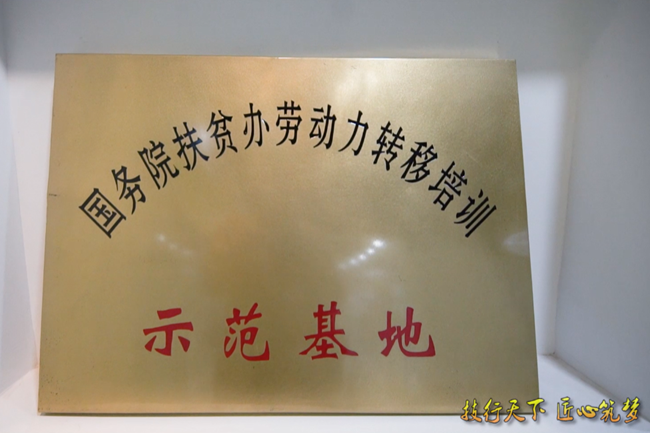 国务院扶贫办劳动力转移培训
示范基地
技行天下 匠心筑梦